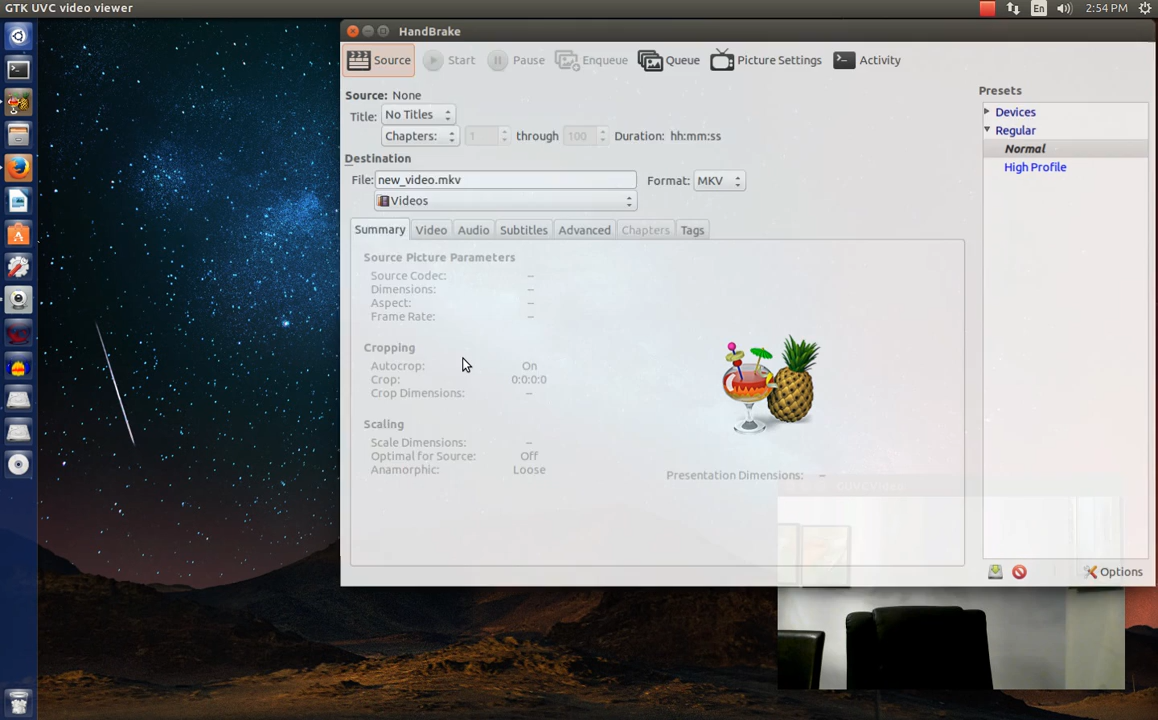 GTK UVC video viewer
En 2:54 PM
HandBrake
Source Start Pause Enqueue Queue Picture Settings Activity
Source: None
Title: No Titles
Chapters: 1 through 100 Duration: hh:mm:ss
Destination
File: new_video.mkv Format: MKV
Videos
Summary Video Audio Subtitles Advanced Chapters Tags
Source Picture Parameters
Source Codec: --
Dimensions: --
Aspect: --
Frame Rate: --
Cropping
Autocrop: On
Crop: 0:0:0:0
Crop Dimensions: --
Scaling
Scale Dimensions: --
Optimal for Source: Off
Anamorphic: Loose
Presentation Dimensions: --
Presets
Devices
Regular
Normal
High Profile
Options